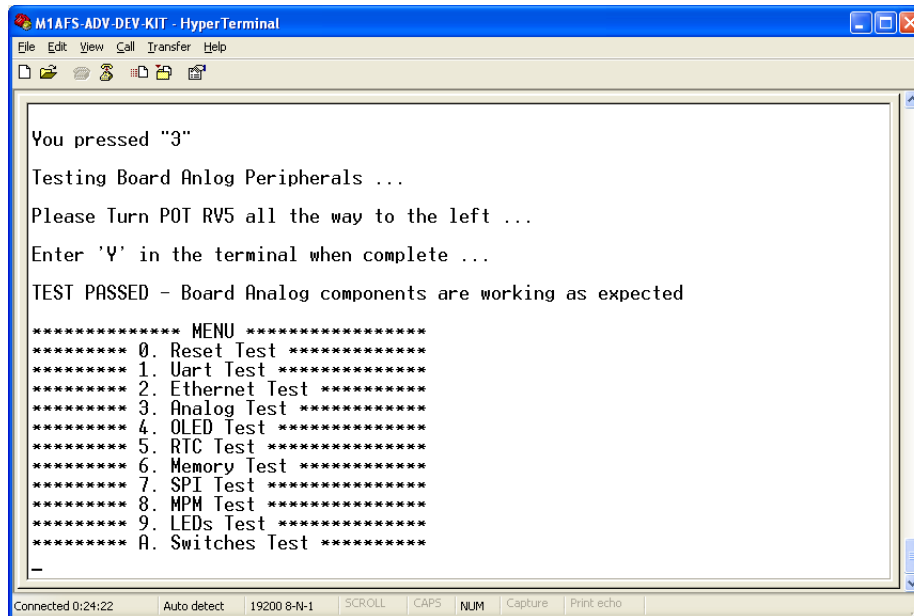 M1AFS-ADV-DEV-KIT - HyperTerminal
File Edit View Call Transfer Help
You pressed "3"
Testing Board Anlog Peripherals ...
Please Turn POT RV5 all the way to the left ...
Enter 'Y' in the terminal when complete ...
TEST PASSED - Board Analog components are working as expected
************** MENU *****************
********* 0. Reset Test *************
********* 1. Uart Test **************
********* 2. Ethernet Test **********
********* 3. Analog Test ************
********* 4. OLED Test **************
********* 5. RTC Test ***************
********* 6. Memory Test ************
********* 7. SPI Test ***************
********* 8. MPM Test ***************
********* 9. LEDs Test **************
********* A. Switches Test **********
_
Connected 0:24:22 Auto detect 19200 8-N-1 SCROLL CAPS NUM Capture Print echo